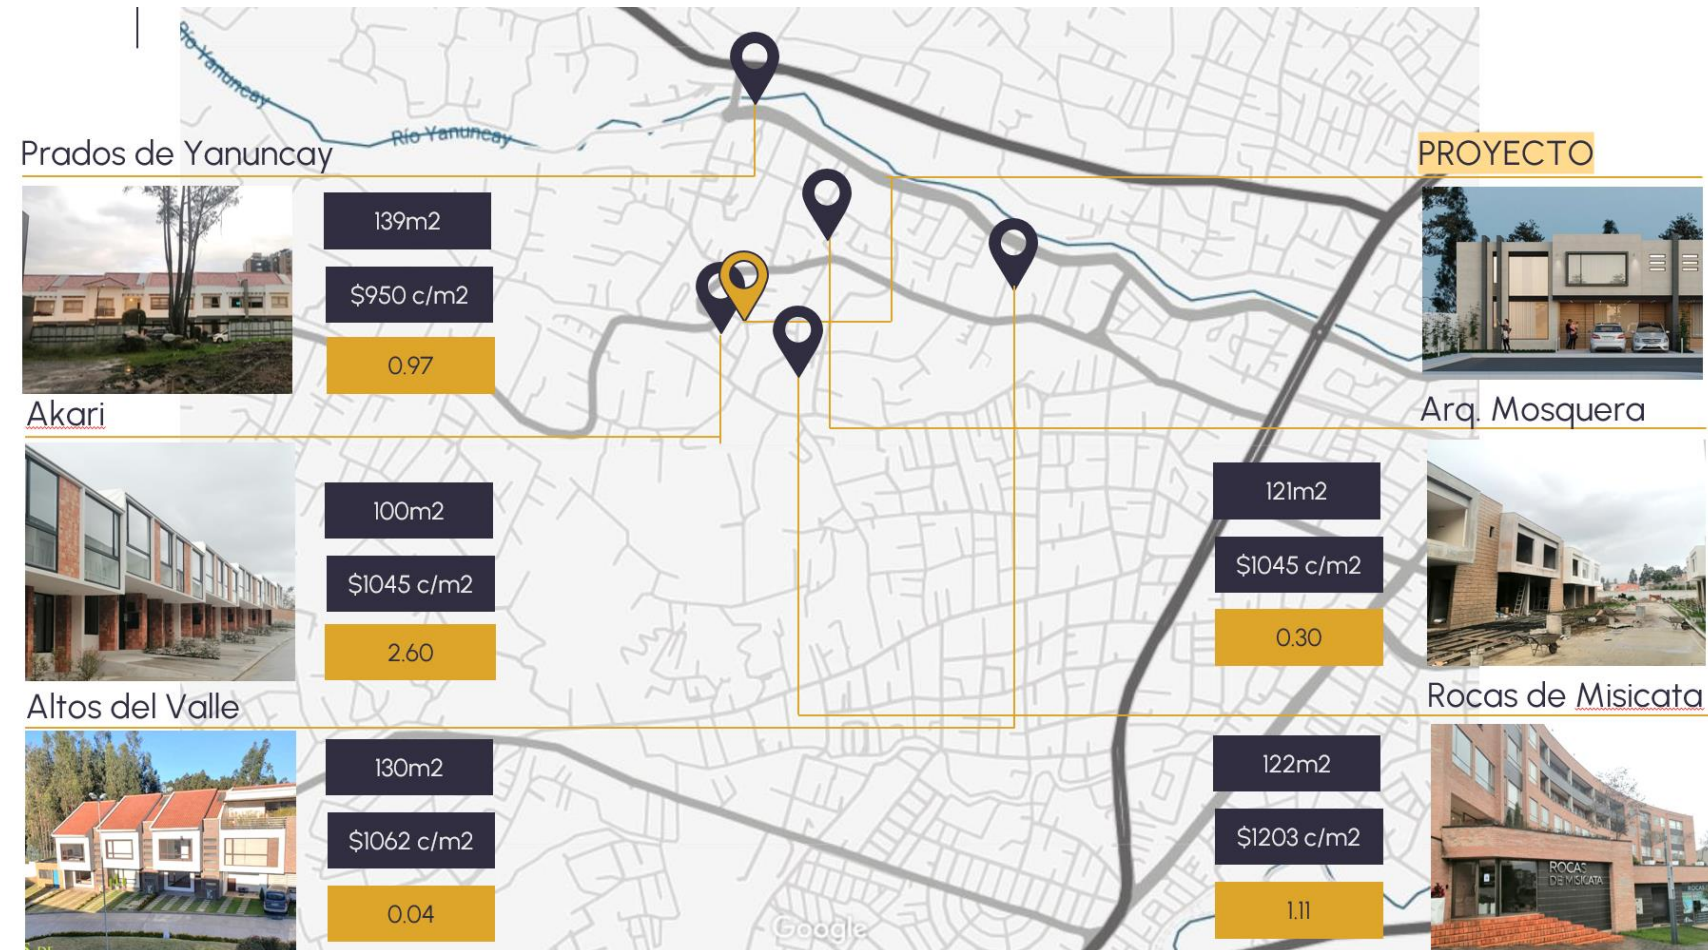 Río Yanuncay
Río Yanuncay
Prados de Yanuncay
139m2
$950 c/m2
0.97
Akari
100m2
$1045 c/m2
2.60
Altos del Valle
130m2
$1062 c/m2
0.04
PROYECTO
Arq. Mosquera
121m2
$1045 c/m2
0.30
Rocas de Misicata
122m2
$1203 c/m2
1.11
ROCAS
DE MISICATA
Google